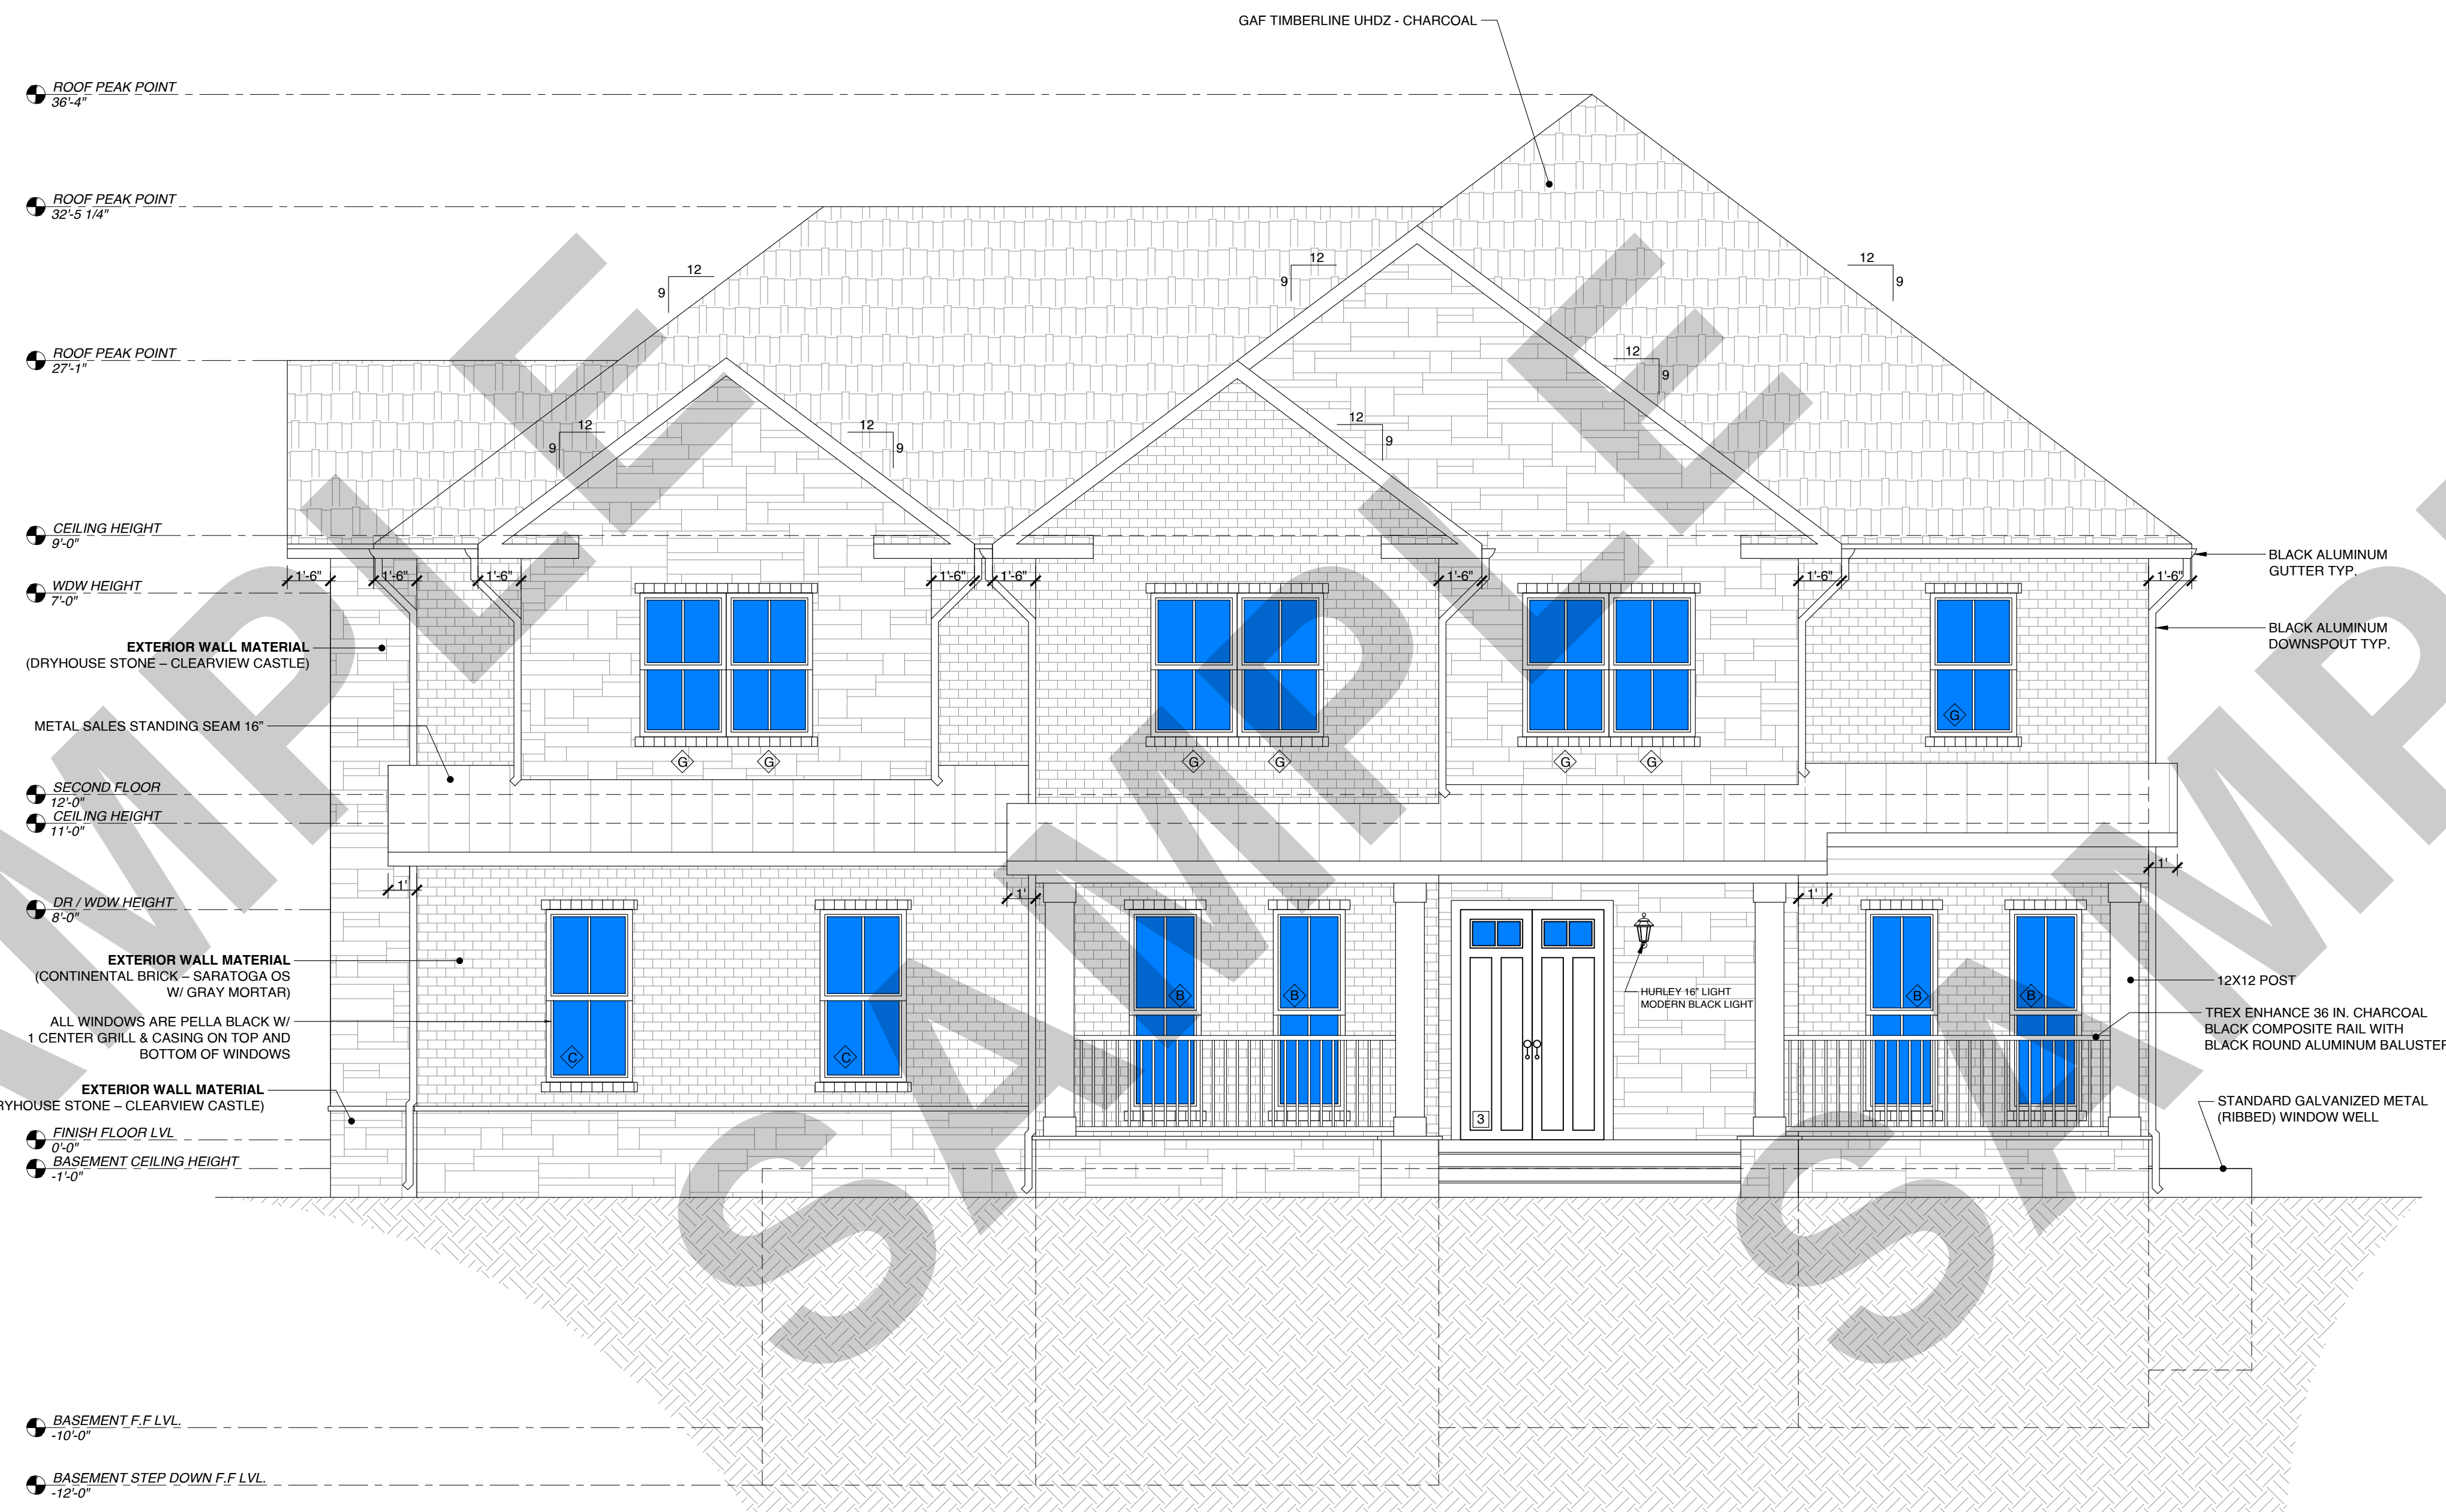 GAF TIMBERLINE UHDZ - CHARCOAL
ROOF PEAK POINT
36'-4"
ROOF PEAK POINT
32'-5 1/4"
12
9
12
9
12
9
ROOF PEAK POINT
27'-1"
12
9
12
9
12
9
12
9
CEILING HEIGHT
9'-0"
1'-6"
1'-6"
1'-6"
1'-6"
1'-6"
1'-6"
1'-6"
1'-6"
WDW HEIGHT
7'-0"
BLACK ALUMINUM
GUTTER TYP.
BLACK ALUMINUM
DOWNSPOUT TYP.
EXTERIOR WALL MATERIAL
(DRYHOUSE STONE – CLEARVIEW CASTLE)
METAL SALES STANDING SEAM 16”
G
G
G
G
G
G
G
SECOND FLOOR
12'-0"
CEILING HEIGHT
11'-0"
1'
1'
1'
1'
DR / WDW HEIGHT
8'-0"
EXTERIOR WALL MATERIAL
(CONTINENTAL BRICK – SARATOGA OS
W/ GRAY MORTAR)
ALL WINDOWS ARE PELLA BLACK W/
1 CENTER GRILL & CASING ON TOP AND
BOTTOM OF WINDOWS
C
C
B
B
B
B
3
HURLEY 16” LIGHT
MODERN BLACK LIGHT
12X12 POST
TREX ENHANCE 36 IN. CHARCOAL
BLACK COMPOSITE RAIL WITH
BLACK ROUND ALUMINUM BALUSTER
EXTERIOR WALL MATERIAL
RYHOUSE STONE – CLEARVIEW CASTLE)
STANDARD GALVANIZED METAL
(RIBBED) WINDOW WELL
FINISH FLOOR LVL
0'-0"
BASEMENT CEILING HEIGHT
-1'-0"
BASEMENT F.F LVL.
-10'-0"
BASEMENT STEP DOWN F.F LVL.
-12'-0"
AMPLE
SAMPLE
SAMP